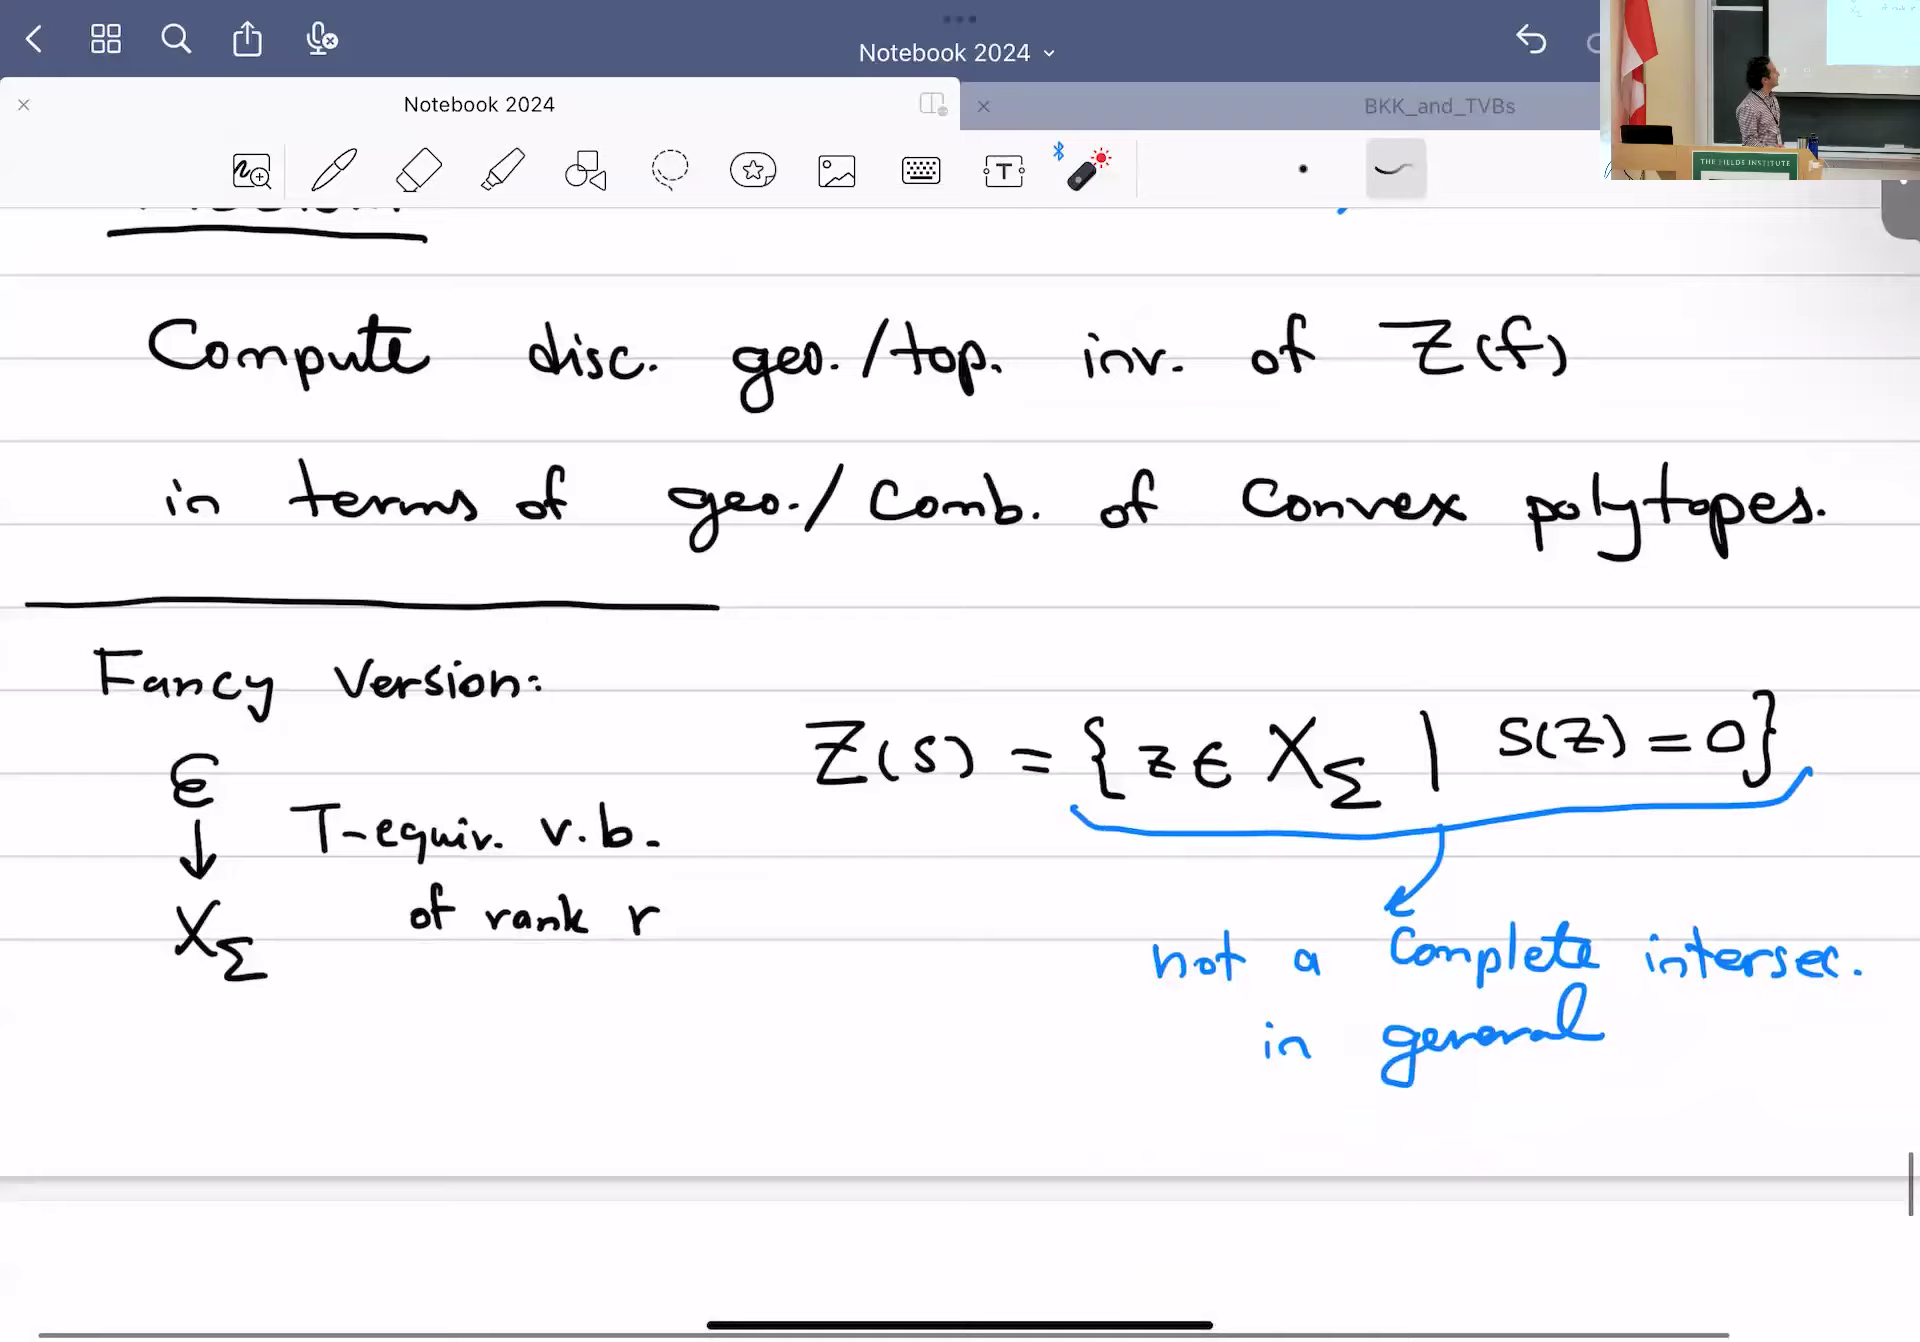 Notebook 2024
Notebook 2024
BKK_and_TVBs
THE FIELDS INSTITUTE
Compute disc. geo./top. inv. of Z(f)
in terms of geo./Comb. of Convex polytopes.
Fancy Version:
Z(s) = {z ∈ X_Σ | s(z) = 0}
ℰ
↓
X_Σ
T-equiv. v.b.
of rank r
not a Complete intersec.
in general